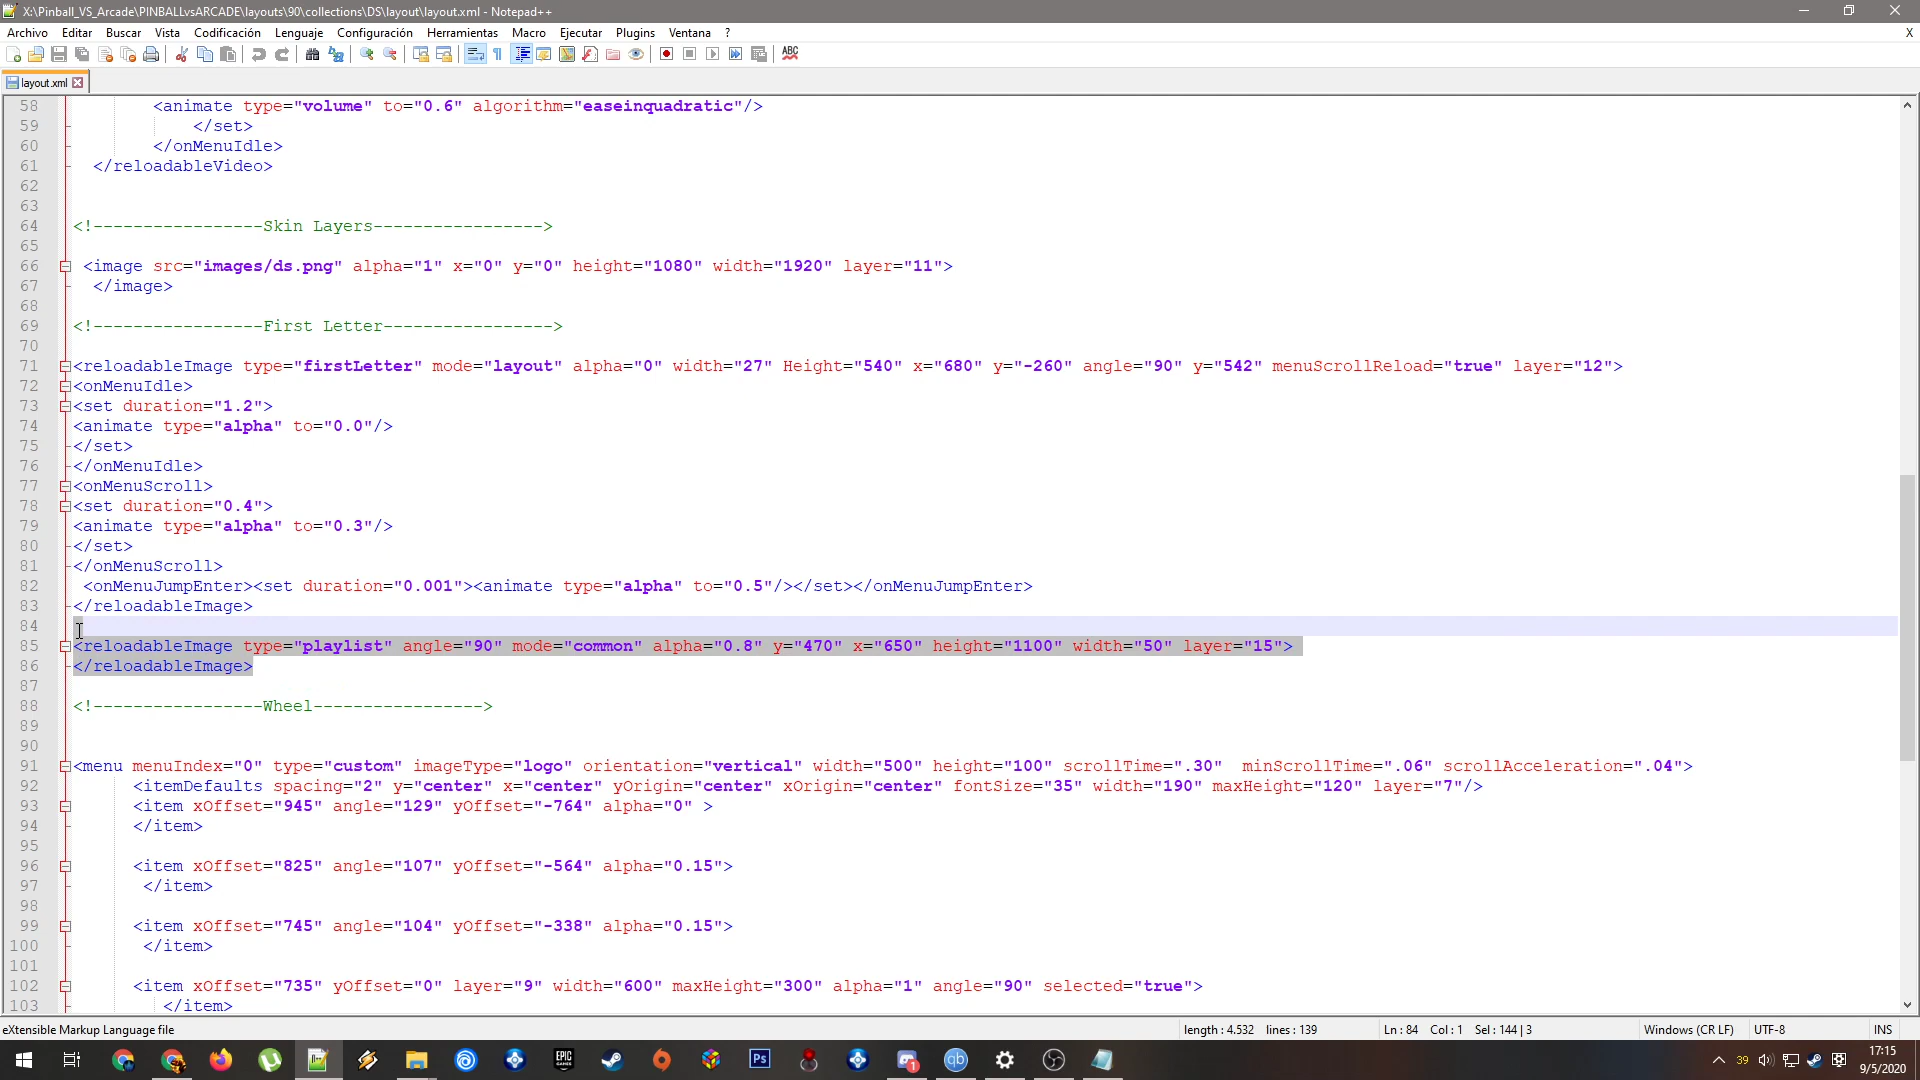 X:\Pinball_VS_Arcade\PINBALLvsARCADE\layouts\90\collections\DS\layout\layout.xml - Notepad++
Archivo Editar Buscar Vista Codificación Lenguaje Configuración Herramientas Macro Ejecutar Plugins Ventana ? X
ABC
layout.xml
58 <animate type="volume" to="0.6" algorithm="easeinquadratic"/>
59 </set>
60 </onMenuIdle>
61 </reloadableVideo>
62
63
64 <!-----------------Skin Layers----------------->
65
66 <image src="images/ds.png" alpha="1" x="0" y="0" height="1080" width="1920" layer="11">
67 </image>
68
69 <!-----------------First Letter----------------->
70
71 <reloadableImage type="firstLetter" mode="layout" alpha="0" width="27" Height="540" x="680" y="-260" angle="90" y="542" menuScrollReload="true" layer="12">
72 <onMenuIdle>
73 <set duration="1.2">
74 <animate type="alpha" to="0.0"/>
75 </set>
76 </onMenuIdle>
77 <onMenuScroll>
78 <set duration="0.4">
79 <animate type="alpha" to="0.3"/>
80 </set>
81 </onMenuScroll>
82 <onMenuJumpEnter><set duration="0.001"><animate type="alpha" to="0.5"/></set></onMenuJumpEnter>
83 </reloadableImage>
84
85 <reloadableImage type="playlist" angle="90" mode="common" alpha="0.8" y="470" x="650" height="1100" width="50" layer="15">
86 </reloadableImage>
87
88 <!-----------------Wheel----------------->
89
90
91 <menu menuIndex="0" type="custom" imageType="logo" orientation="vertical" width="500" height="100" scrollTime=".30" minScrollTime=".06" scrollAcceleration=".04">
92 <itemDefaults spacing="2" y="center" x="center" yOrigin="center" xOrigin="center" fontSize="35" width="190" maxHeight="120" layer="7"/>
93 <item xOffset="945" angle="129" yOffset="-764" alpha="0" >
94 </item>
95
96 <item xOffset="825" angle="107" yOffset="-564" alpha="0.15">
97 </item>
98
99 <item xOffset="745" angle="104" yOffset="-338" alpha="0.15">
100 </item>
101
102 <item xOffset="735" yOffset="0" layer="9" width="600" maxHeight="300" alpha="1" angle="90" selected="true">
103 </item>
eXtensible Markup Language file length : 4.532 lines : 139 Ln : 84 Col : 1 Sel : 144 | 3 Windows (CR LF) UTF-8 INS
EPIC GAMES Ps 1 qb 39 17:15
9/5/2020